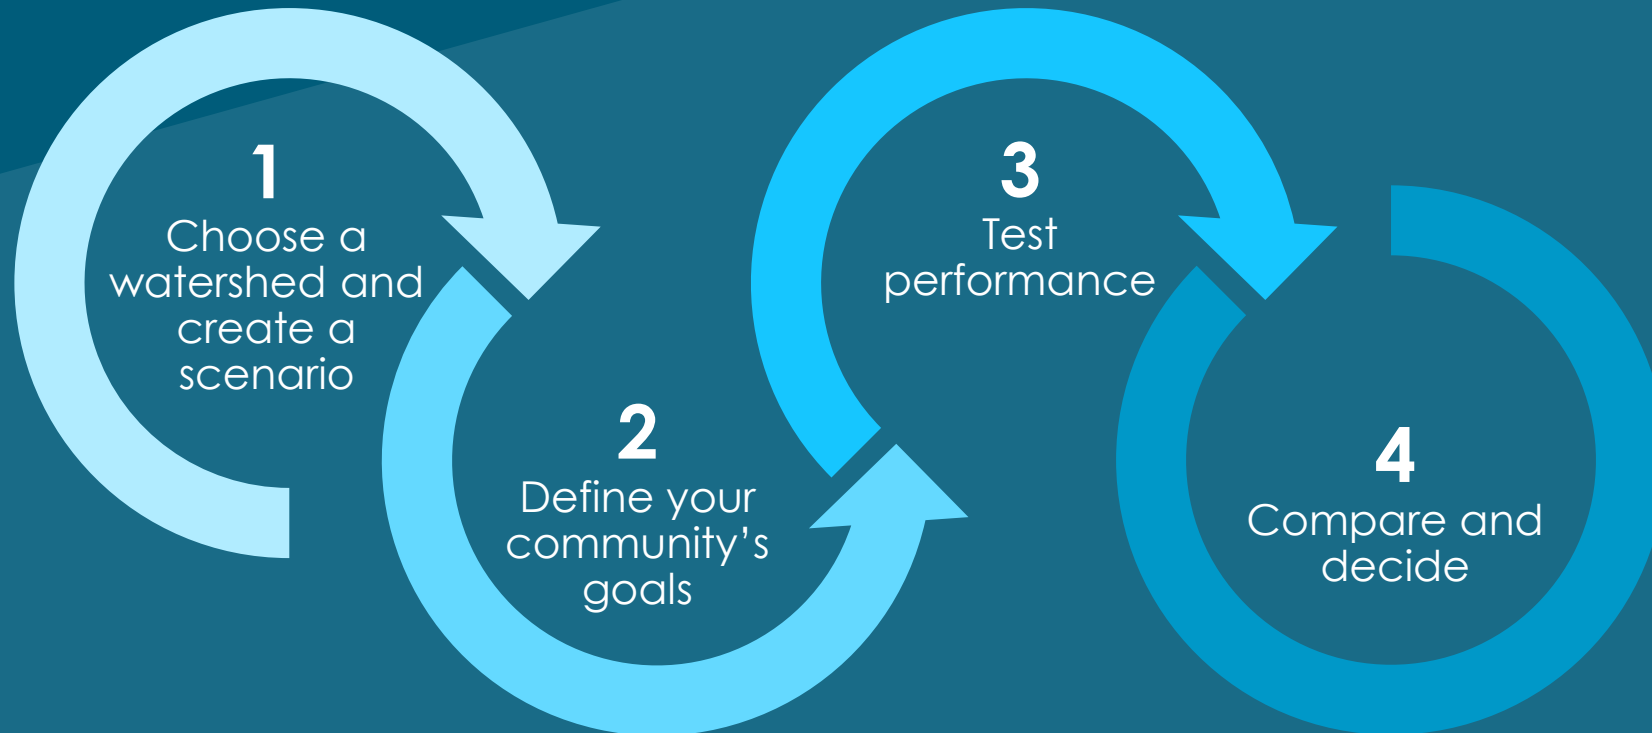 1
Choose a
watershed and
create a
scenario
2
Define your
community’s
goals
3
Test
performance
4
Compare and
decide